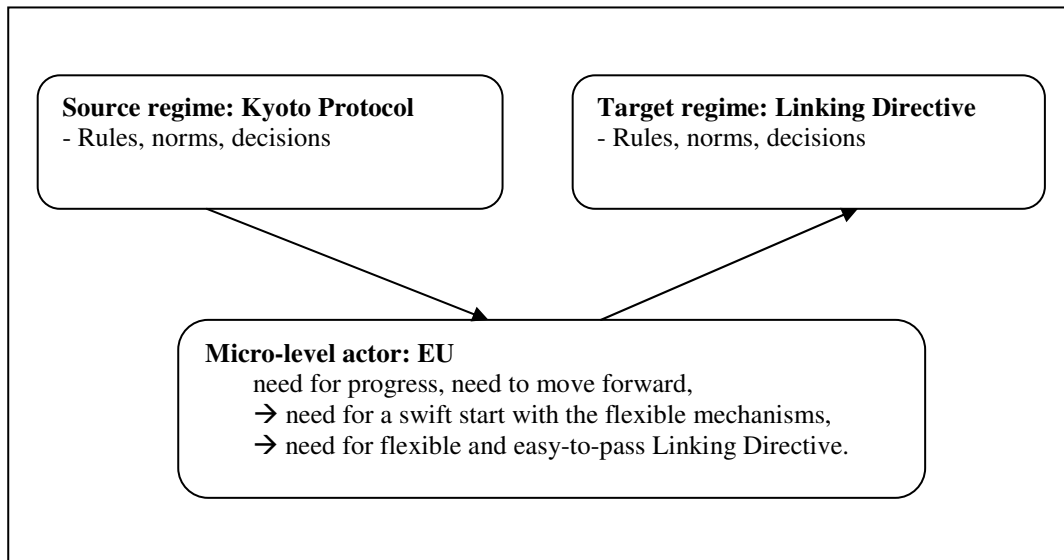 Source regime: Kyoto Protocol
- Rules, norms, decisions
Target regime: Linking Directive
- Rules, norms, decisions
Micro-level actor: EU
need for progress, need to move forward,
→ need for a swift start with the flexible mechanisms,
→ need for flexible and easy-to-pass Linking Directive.